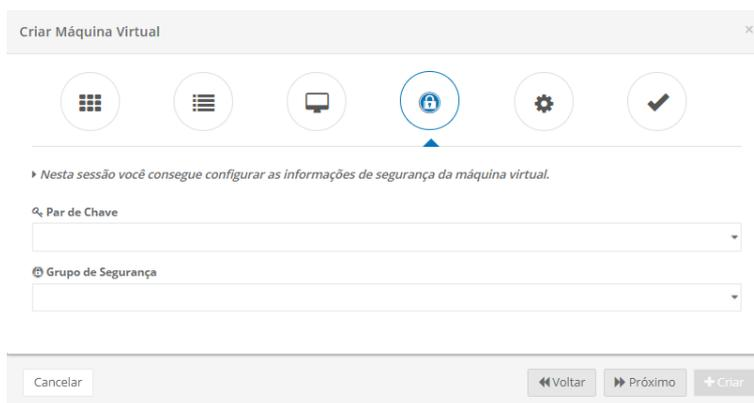 Criar Máquina Virtual
Nesta sessão você consegue configurar as informações de segurança da máquina virtual.
Par de Chave
Grupo de Segurança
Cancelar
Voltar
Próximo
Criar